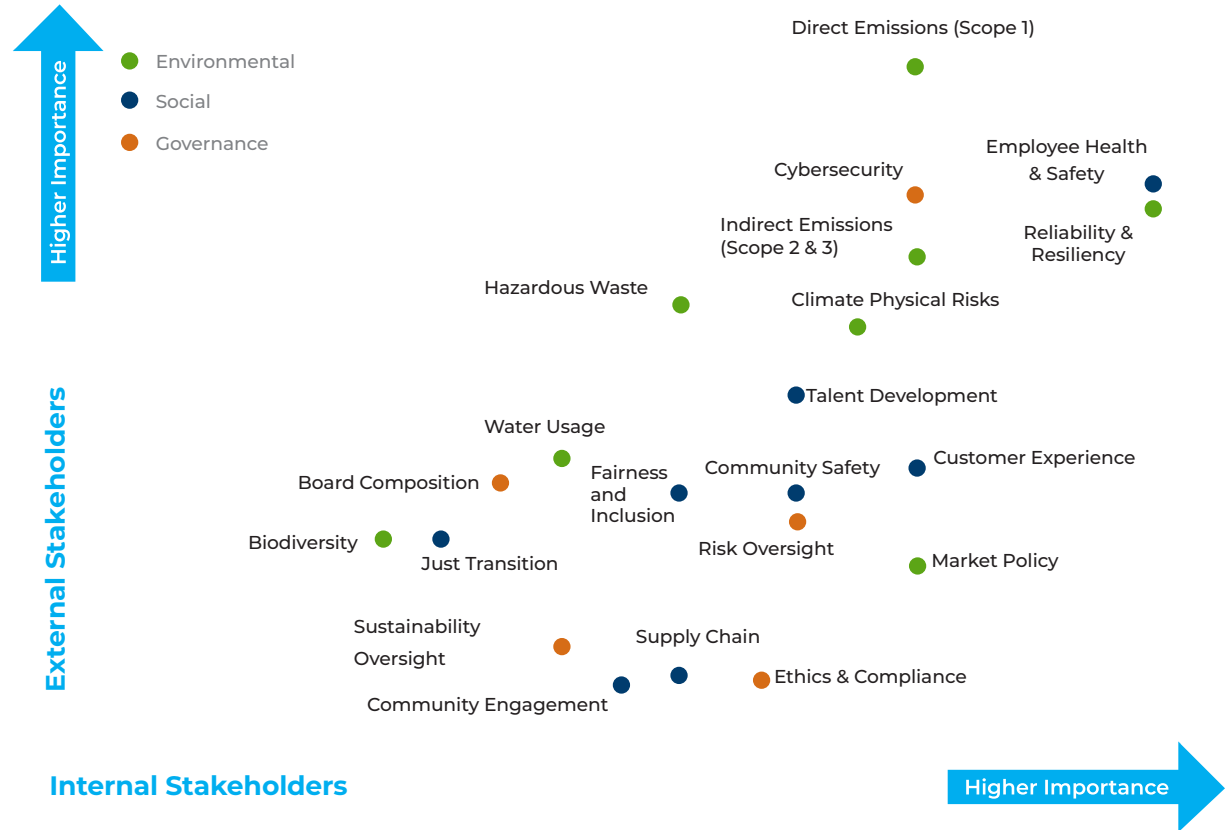 Direct Emissions (Scope 1)
Higher Importance
Environmental
Social
Governance
Employee Health
& Safety
Cybersecurity
Indirect Emissions
(Scope 2 & 3)
Reliability &
Resiliency
Hazardous Waste
Climate Physical Risks
External Stakeholders
Talent Development
Water Usage
Customer Experience
Community Safety
Fairness
and
Inclusion
Board Composition
Biodiversity
Just Transition
Risk Oversight
Market Policy
Sustainability
Oversight
Supply Chain
Ethics & Compliance
Community Engagement
Internal Stakeholders
Higher Importance